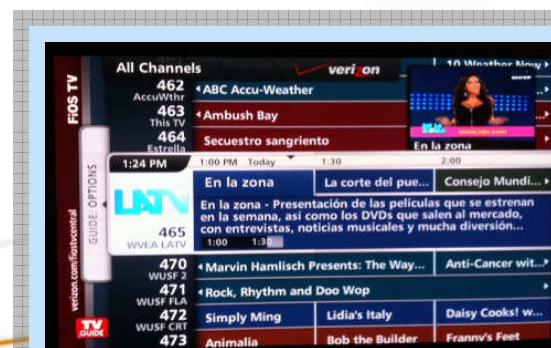 All Channels
verizon
10 Weather Now
462 ABC Accu-Weather
AccuWthr
463 Ambush Bay
This TV
464 Secuestro sangriento
Estrella
En la zona
FiOS TV
GUIDE OPTIONS
verizon.com/fiostvcentral
TV GUIDE
1:24 PM 1:00 PM Today 1:30 2:00
En la zona La corte del pue... Consejo Mundi...
LATV
465
WVEA LATV
En la zona - Presentación de las películas que se estrenan
en la semana, así como los DVDs que salen al mercado,
con entrevistas, noticias musicales y mucha diversión...
1:00 1:30
470 Marvin Hamlisch Presents: The Way... Anti-Cancer wit...
WUSF 2
471 Rock, Rhythm and Doo Wop
WUSF FLA
472 Simply Ming Lidia's Italy Daisy Cooks! w...
WUSF CRT
473 Animalia Bob the Builder Franny's Feet